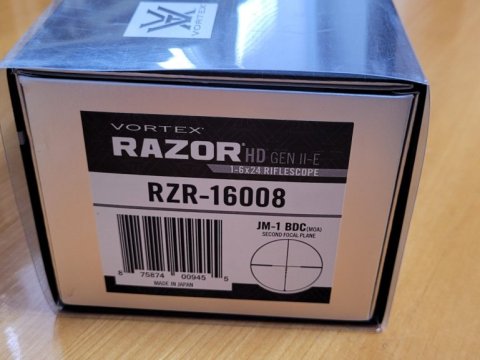 VORTEX
VORTEX
RAZOR HD GEN II-E
1-6x24 RIFLESCOPE
RZR-16008
JM-1 BDC (MOA)
SECOND FOCAL PLANE
8 75874 00945 5
MADE IN JAPAN